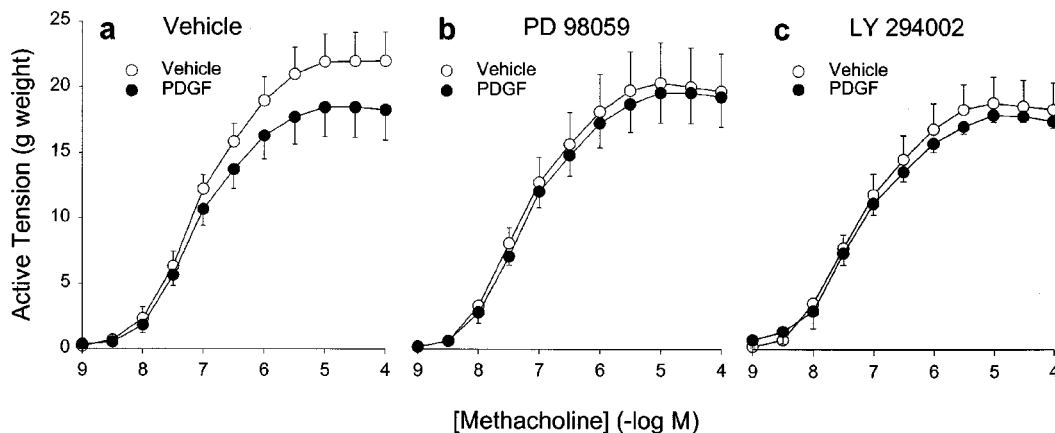 a Vehicle
Vehicle
PDGF
b PD 98059
Vehicle
PDGF
c LY 294002
Vehicle
PDGF
Active Tension (g weight)
25
20
15
10
5
0
9 8 7 6 5 4
9 8 7 6 5 4
9 8 7 6 5 4
[Methacholine] (-log M)